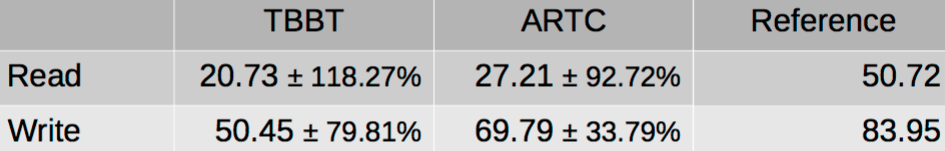 TBBT ARTC Reference
Read 20.73 ± 118.27% 27.21 ± 92.72% 50.72
Write 50.45 ± 79.81% 69.79 ± 33.79% 83.95